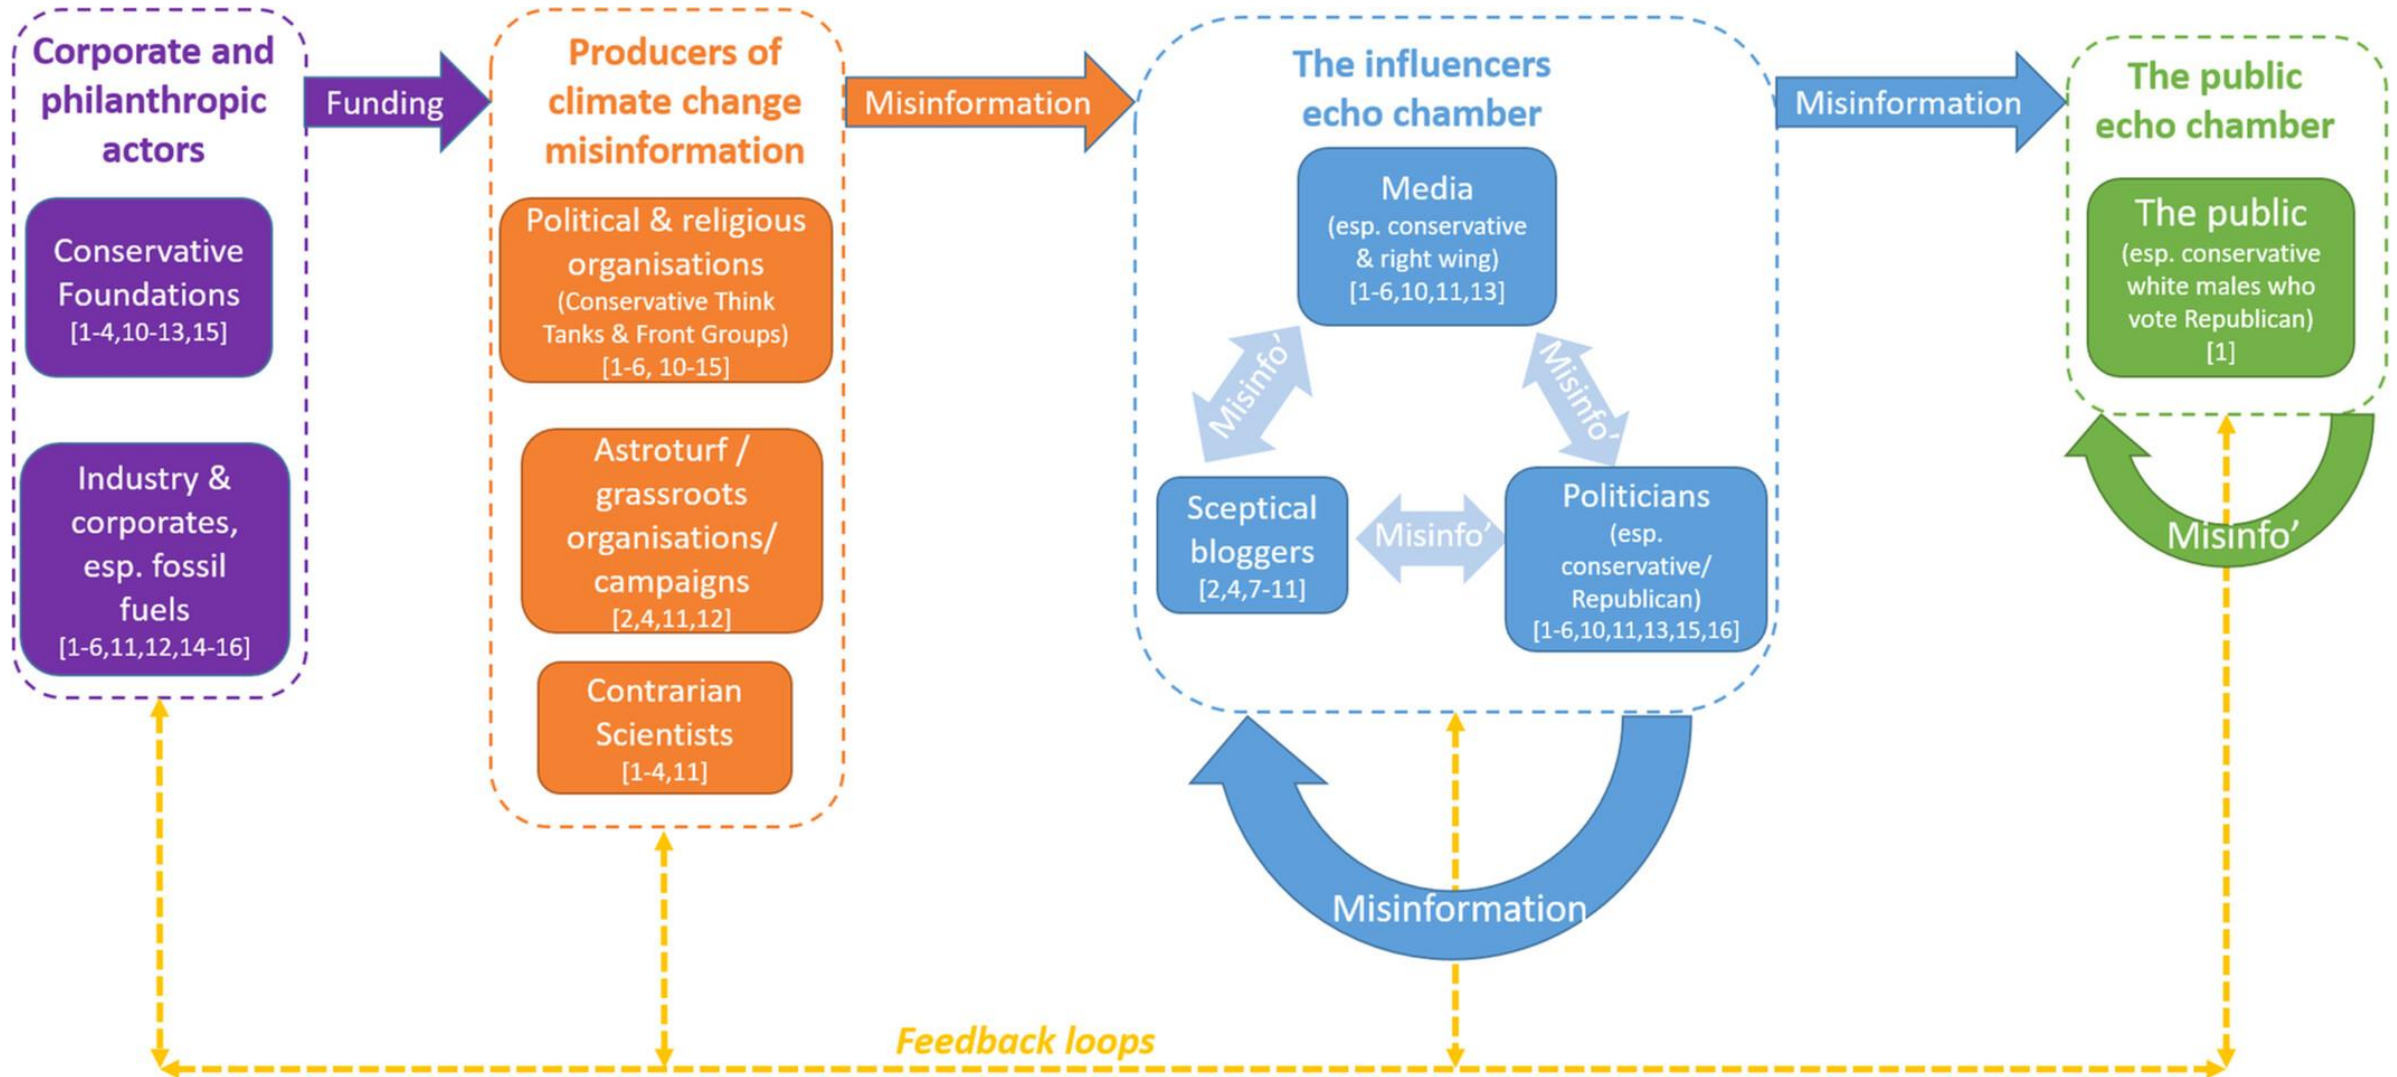 Corporate and
philanthropic
actors
Conservative
Foundations
[1-4,10-13,15]
Industry &
corporates,
esp. fossil
fuels
[1-6,11,12,14-16]
Funding
Producers of
climate change
misinformation
Political & religious
organisations
(Conservative Think
Tanks & Front Groups)
[1-6, 10-15]
Astroturf /
grassroots
organisations/
campaigns
[2,4,11,12]
Contrarian
Scientists
[1-4,11]
Misinformation
The influencers
echo chamber
Media
(esp. conservative
& right wing)
[1-6,10,11,13]
Misinfo’
Misinfo’
Sceptical
bloggers
[2,4,7-11]
Misinfo’
Politicians
(esp.
conservative/
Republican)
[1-6,10,11,13,15,16]
Misinformation
Misinformation
The public
echo chamber
The public
(esp. conservative
white males who
vote Republican)
[1]
Misinfo’
Feedback loops